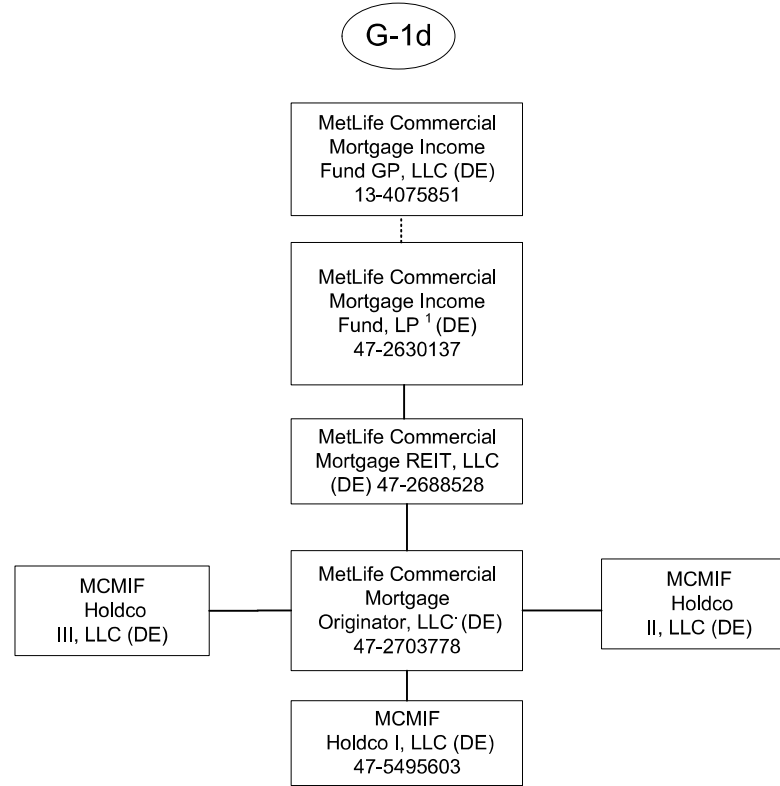 G-1d
MetLife Commercial
Mortgage Income
Fund GP, LLC (DE)
13-4075851
MetLife Commercial
Mortgage Income
Fund, LP ¹ (DE)
47-2630137
MetLife Commercial
Mortgage REIT, LLC
(DE) 47-2688528
MCMIF
Holdco
III, LLC (DE)
MetLife Commercial
Mortgage
Originator, LLC (DE)
47-2703778
MCMIF
Holdco
II, LLC (DE)
MCMIF
Holdco I, LLC (DE)
47-5495603